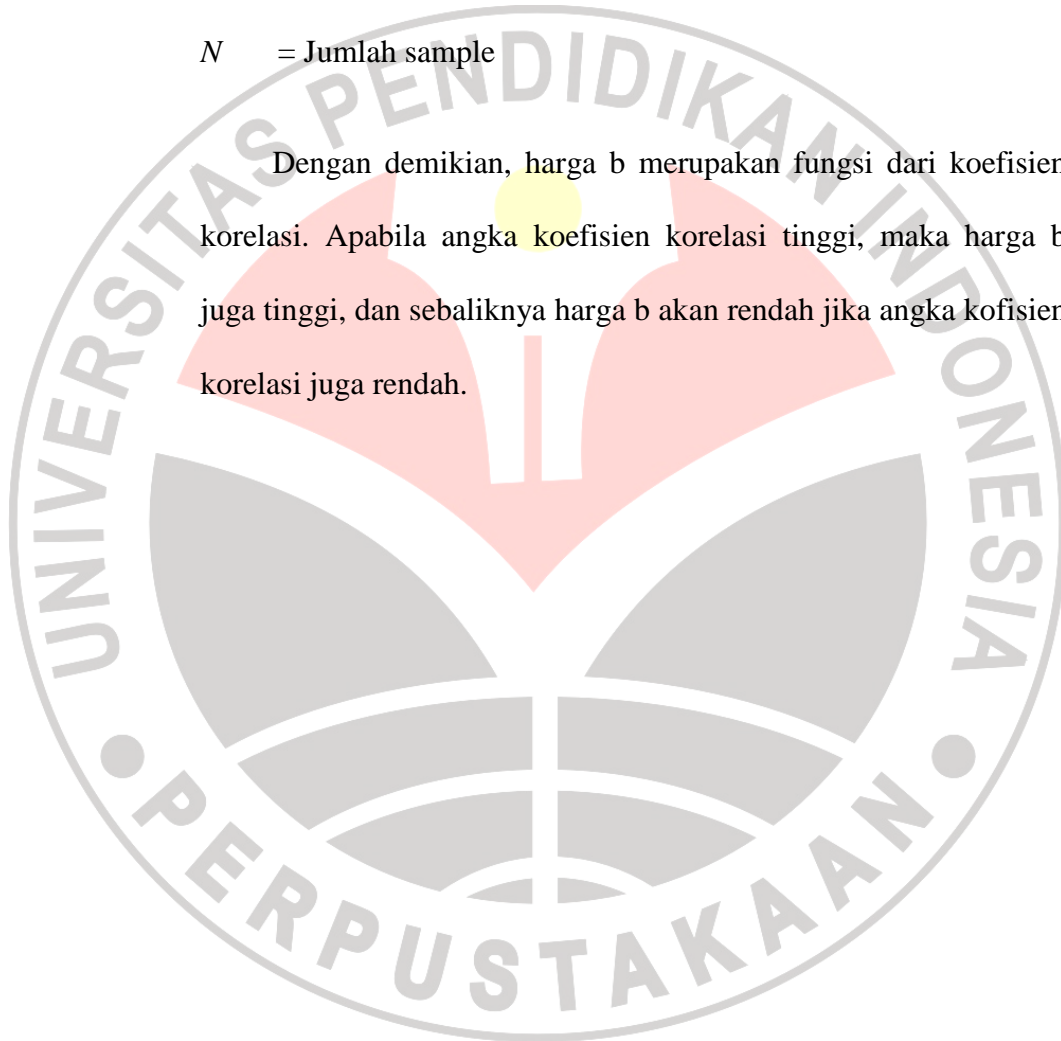 N = Jumlah sample
Dengan demikian, harga b merupakan fungsi dari koefisien
korelasi. Apabila angka koefisien korelasi tinggi, maka harga b
juga tinggi, dan sebaliknya harga b akan rendah jika angka kofisien
korelasi juga rendah.
UNIVERSITAS PENDIDIKAN INDONESIA
PERPUSTAKAAN